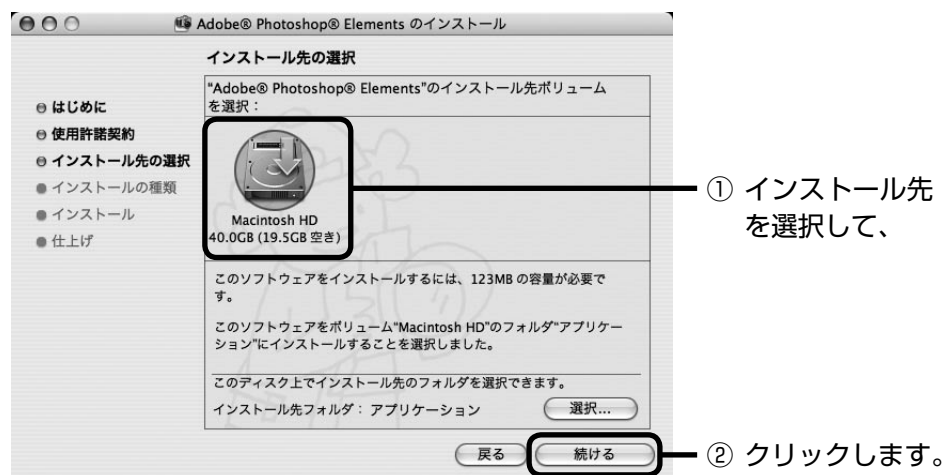 Adobe® Photoshop® Elements のインストール
インストール先の選択
はじめに
使用許諾契約
インストール先の選択
インストールの種類
インストール
仕上げ
"Adobe® Photoshop® Elements"のインストール先ボリューム
を選択：
Macintosh HD
40.0GB (19.5GB 空き)
このソフトウェアをインストールするには、123MB の容量が必要で
す。
このソフトウェアをボリューム"Macintosh HD"のフォルダ"アプリケー
ション"にインストールすることを選択しました。
このディスク上でインストール先のフォルダを選択できます。
インストール先フォルダ： アプリケーション
選択...
戻る
続ける
① インストール先
を選択して、
② クリックします。